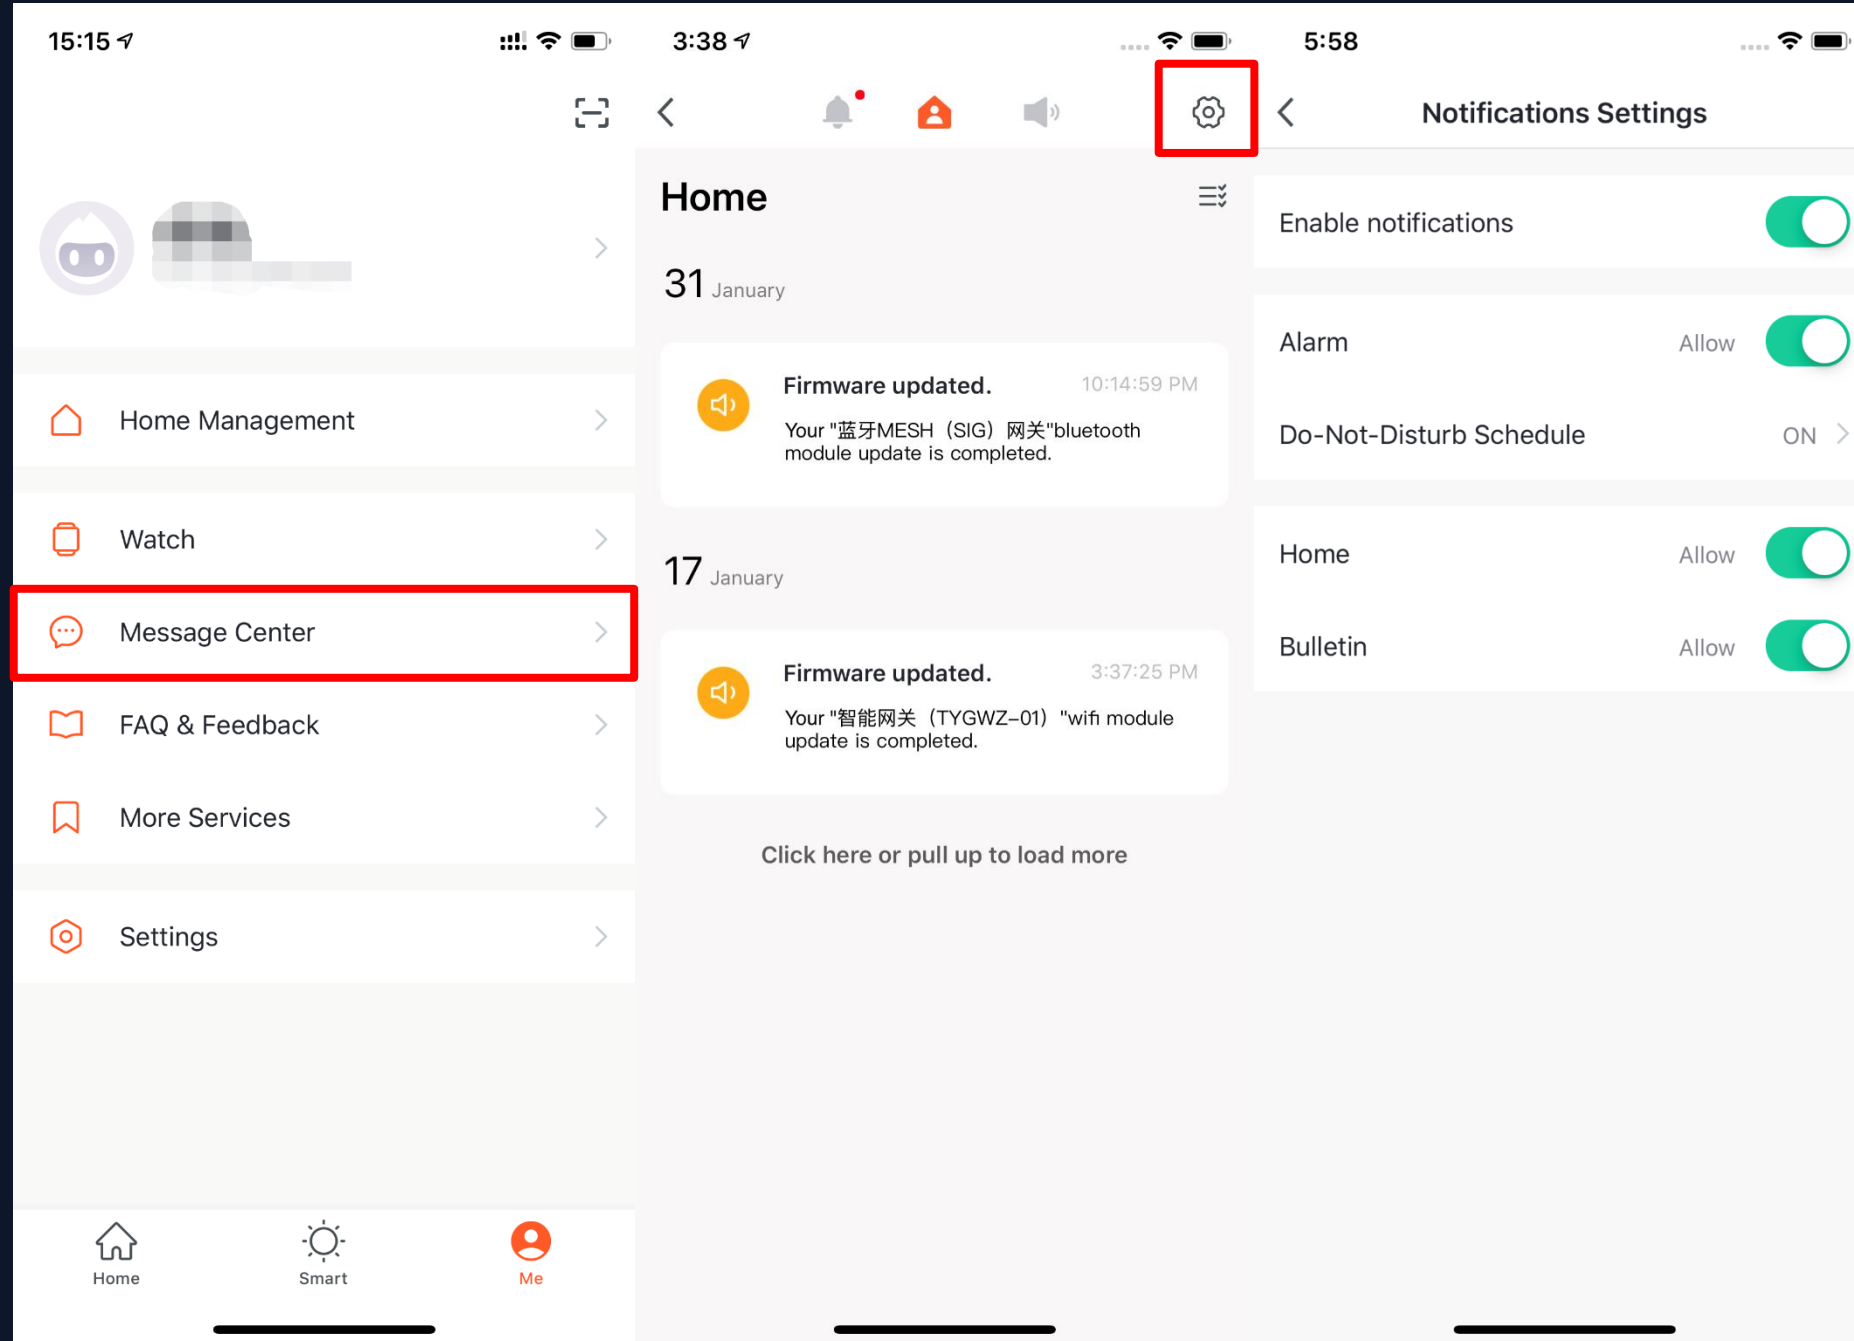 15:15
Home Management
Watch
Message Center
FAQ & Feedback
More Services
Settings
Home
Smart
Me
3:38
Home
31 January
Firmware updated.
10:14:59 PM
Your "蓝牙MESH（SIG）网关"bluetooth
module update is completed.
17 January
Firmware updated.
3:37:25 PM
Your "智能网关（TYGWZ-01）"wifi module
update is completed.
Click here or pull up to load more
5:58
Notifications Settings
Enable notifications
Alarm
Allow
Do-Not-Disturb Schedule
ON
Home
Allow
Bulletin
Allow